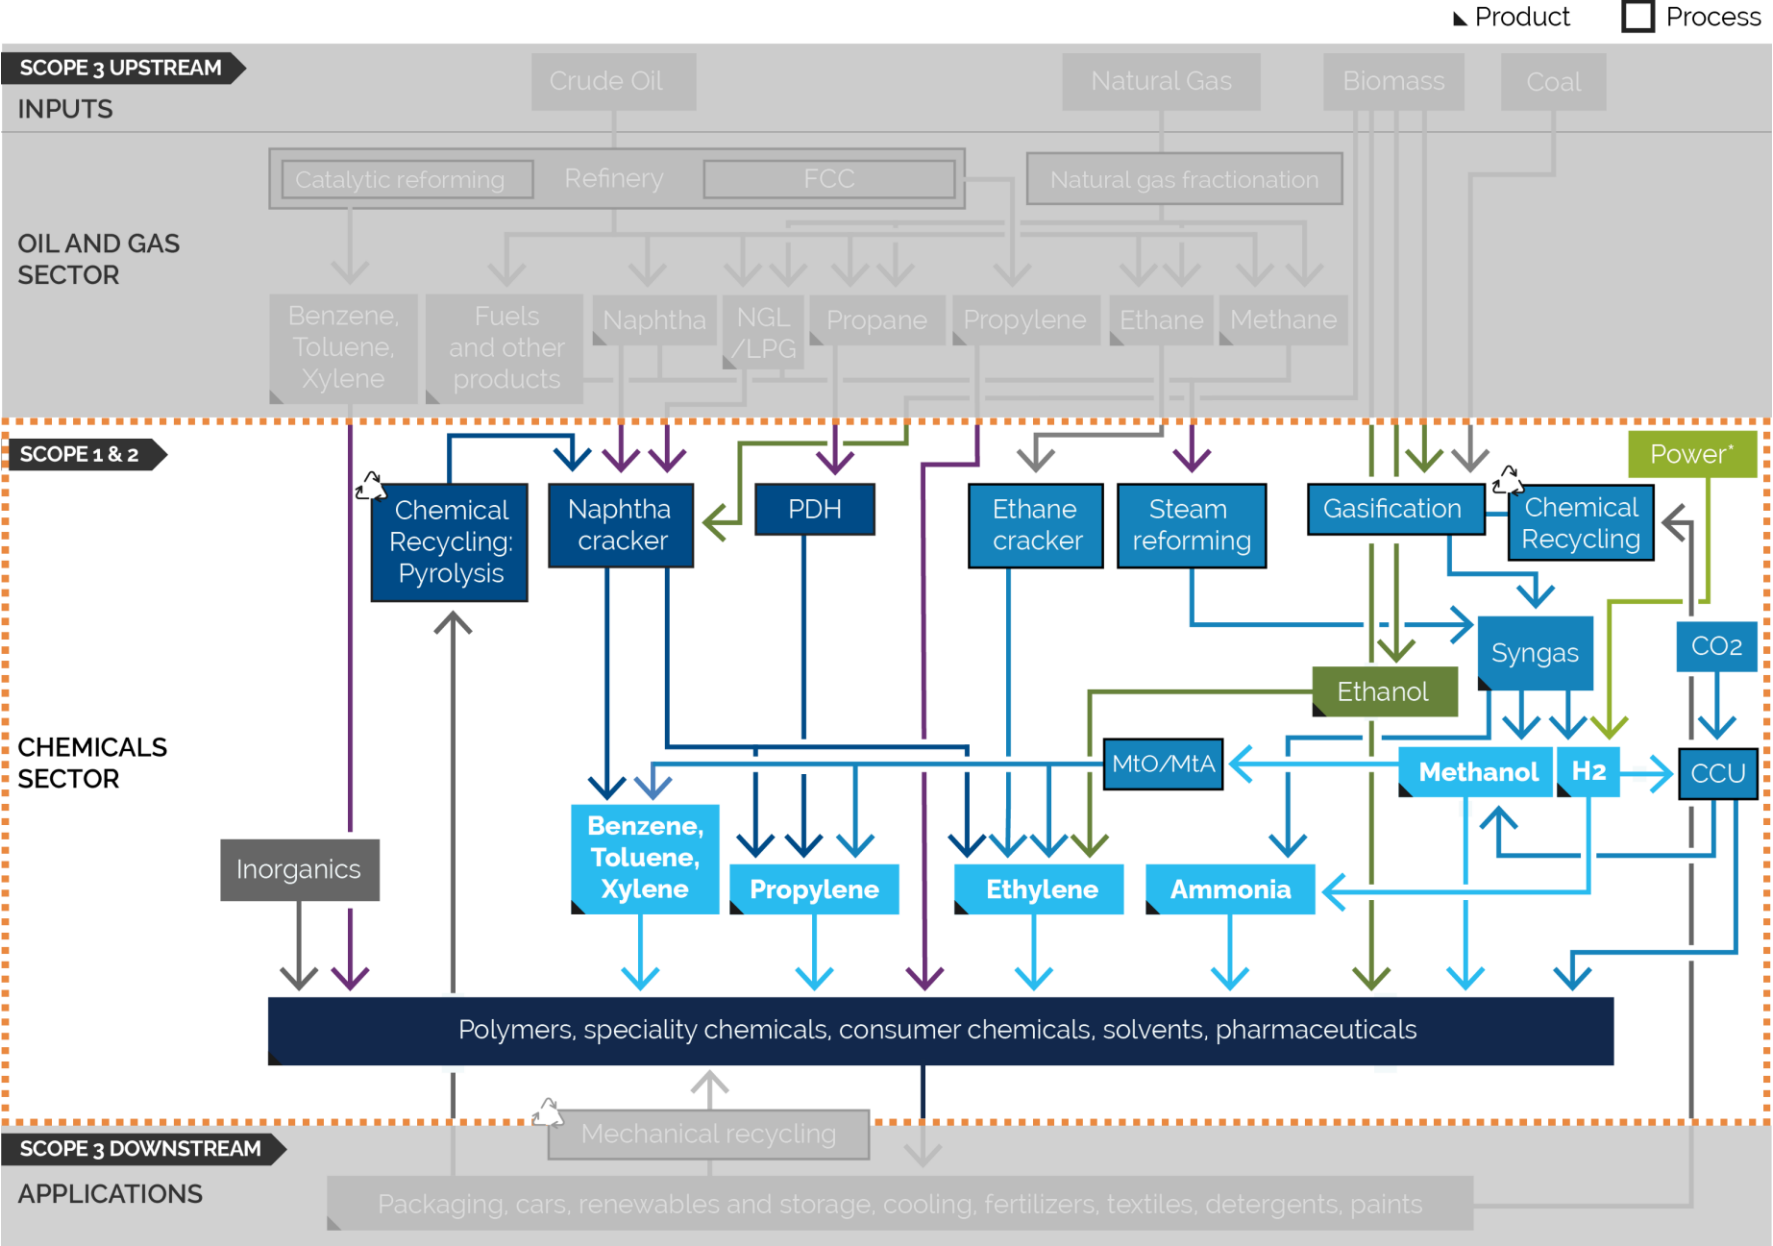 Product
Process
SCOPE 3 UPSTREAM
INPUTS
Crude Oil
Natural Gas
Biomass
Coal
OIL AND GAS
SECTOR
Catalytic reforming
Refinery
FCC
Natural gas fractionation
Benzene,
Toluene,
Xylene
Fuels
and other
products
Naphtha
NGL
/LPG
Propane
Propylene
Ethane
Methane
SCOPE 1 & 2
Power*
Chemical
Recycling:
Pyrolysis
Naphtha
cracker
PDH
Ethane
cracker
Steam
reforming
Gasification
Chemical
Recycling
Syngas
CO2
Ethanol
CHEMICALS
SECTOR
MtO/MtA
Methanol
H2
CCU
Inorganics
Benzene,
Toluene,
Xylene
Propylene
Ethylene
Ammonia
Polymers, speciality chemicals, consumer chemicals, solvents, pharmaceuticals
Mechanical recycling
SCOPE 3 DOWNSTREAM
APPLICATIONS
Packaging, cars, renewables and storage, cooling, fertilizers, textiles, detergents, paints